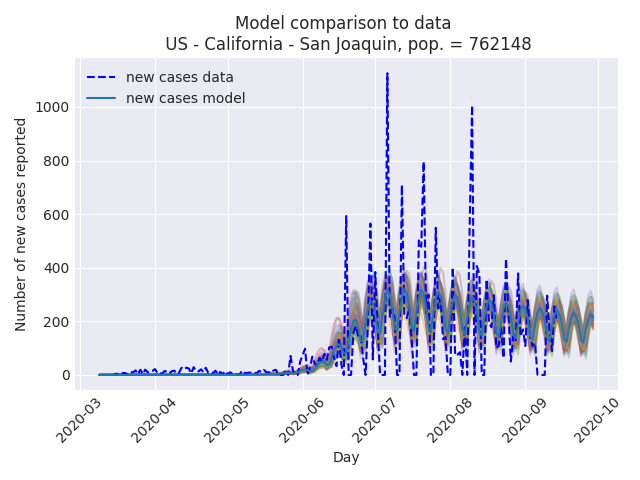 Model comparison to data
US - California - San Joaquin, pop. = 762148
new cases data
new cases model
Number of new cases reported
1000
800
600
400
200
0
2020-03
2020-04
2020-05
2020-06
2020-07
2020-08
2020-09
2020-10
Day